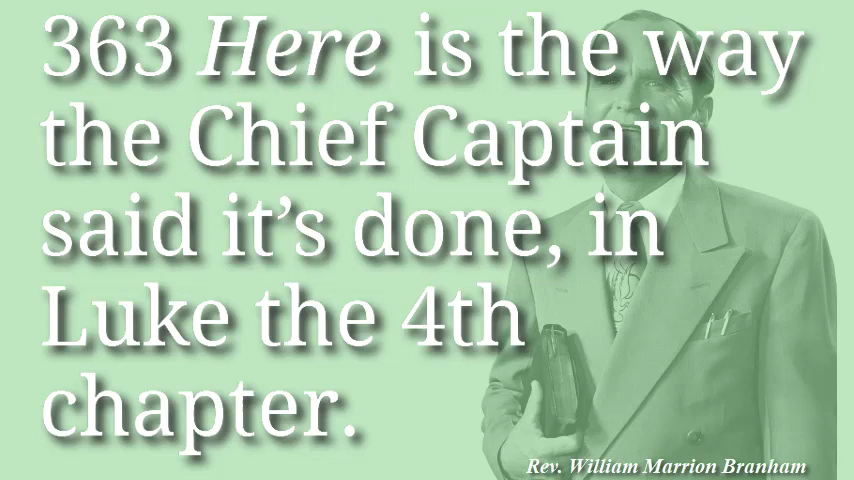 363 Here is the way
the Chief Captain
said it’s done, in
Luke the 4th
chapter.
Rev. William Marrion Branham